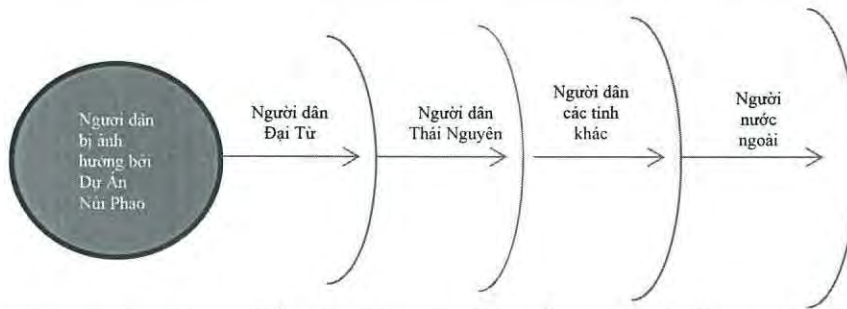 Người dân
bị ảnh
hưởng bởi
Dự Án
Núi Pháo
Người dân
Đại Từ
Người dân
Thái Nguyên
Người dân
các tỉnh
khác
Người
nước
ngoài